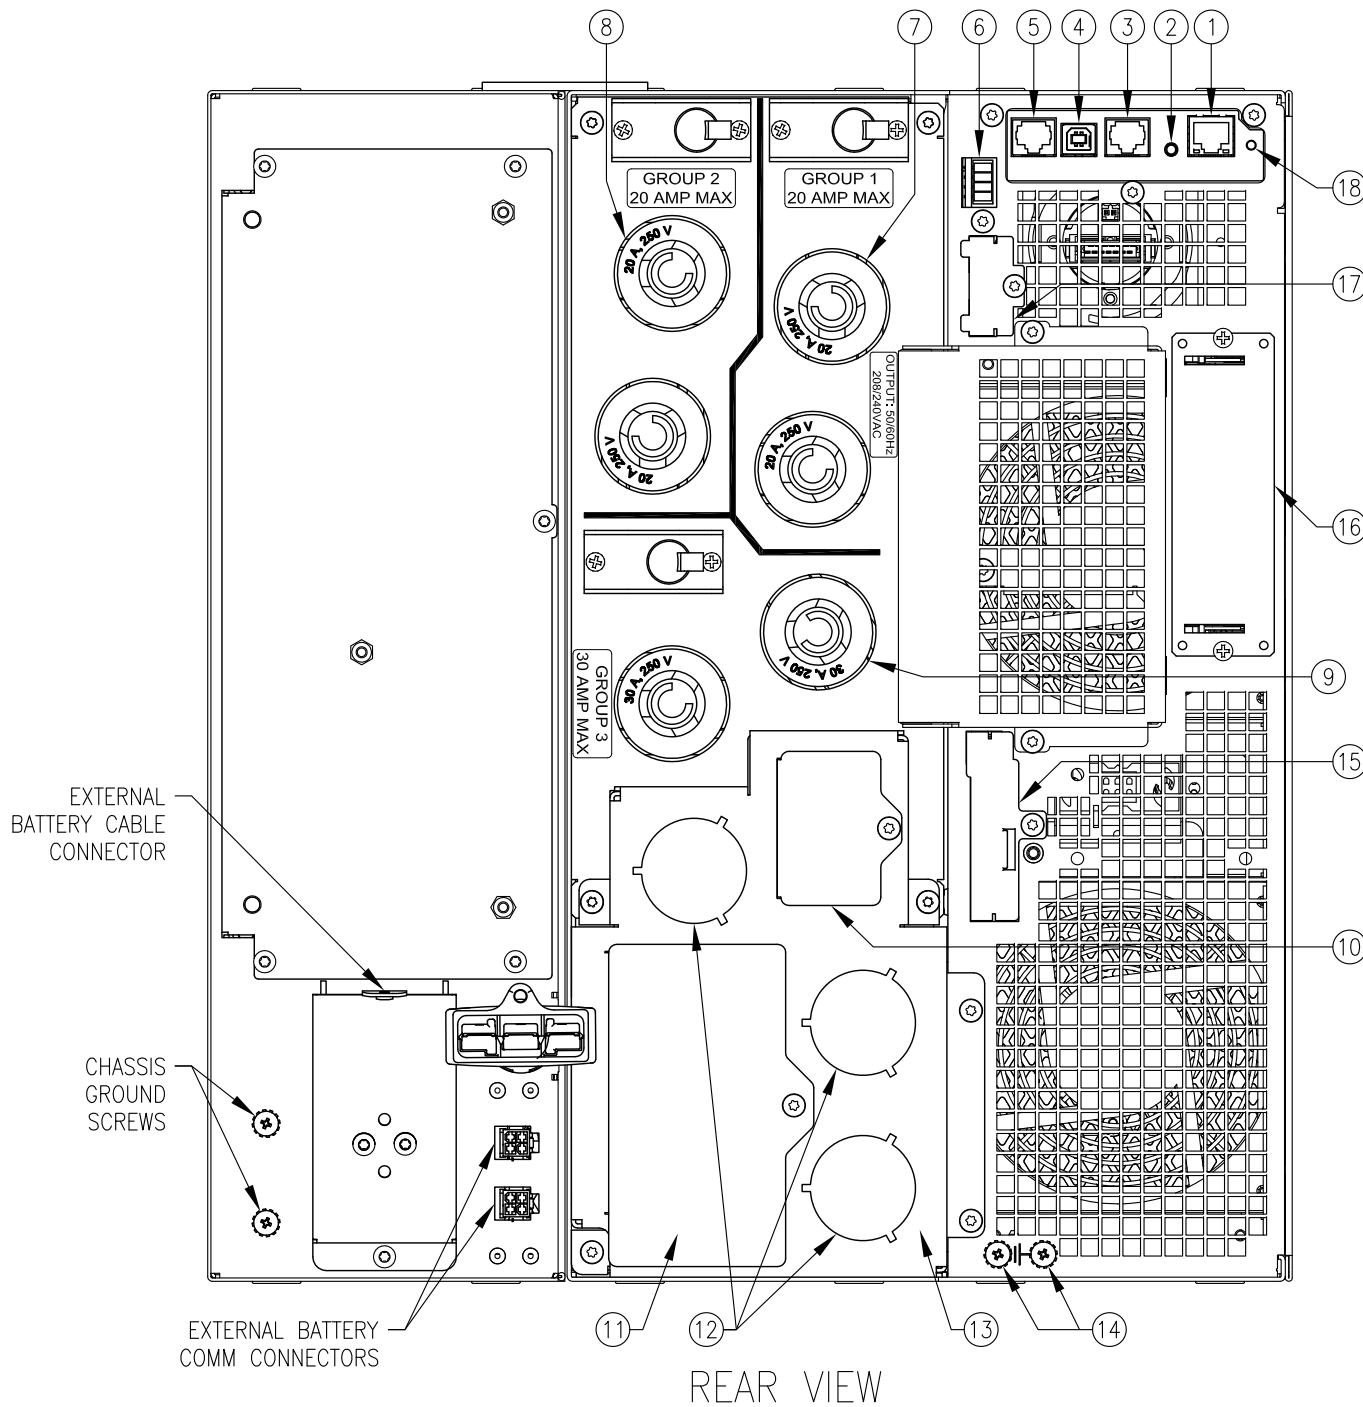 8
7
6
5
4
3
2
1
GROUP 2
20 AMP MAX
GROUP 1
20 AMP MAX
18
20 A, 250 V
20 A, 250 V
17
OUTPUT: 50/60Hz
208/240VAC
20 A, 250 V
20 A, 250 V
16
30 A, 250 V
9
GROUP 3
30 AMP MAX
30 A, 250 V
15
EXTERNAL
BATTERY CABLE
CONNECTOR
10
CHASSIS
GROUND
SCREWS
EXTERNAL BATTERY
COMM CONNECTORS
11
12
13
14
REAR VIEW